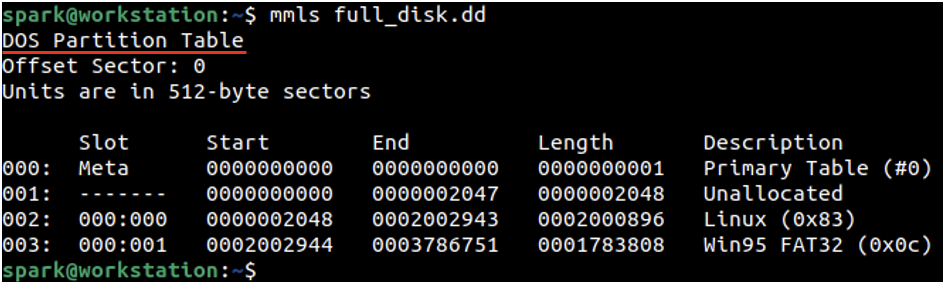 spark@workstation:~$ mmls full_disk.dd
DOS Partition Table
Offset Sector: 0
Units are in 512-byte sectors
Slot Start End Length Description
000: Meta 0000000000 0000000000 0000000001 Primary Table (#0)
001: ------- 0000000000 0000002047 0000002048 Unallocated
002: 000:000 0000002048 0002002943 0002000896 Linux (0x83)
003: 000:001 0002002944 0003786751 0001783808 Win95 FAT32 (0x0c)
spark@workstation:~$